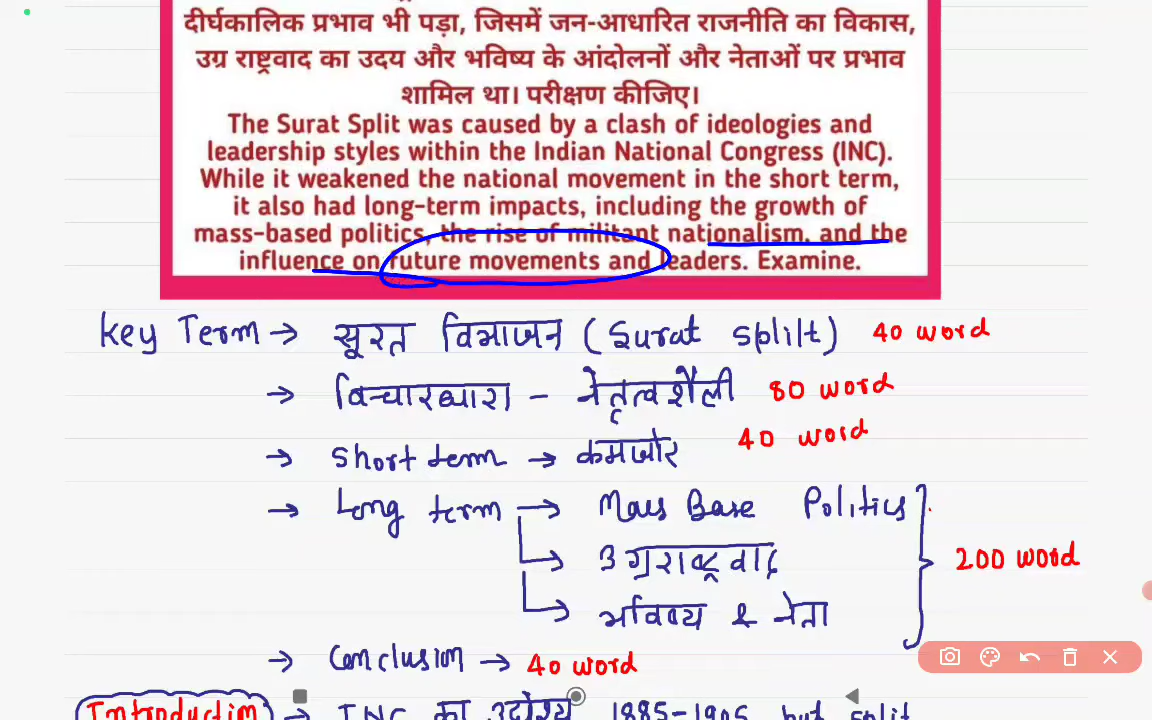 दीर्घकालिक प्रभाव भी पड़ा, जिसमें जन-आधारित राजनीति का विकास,
उग्र राष्ट्रवाद का उदय और भविष्य के आंदोलनों और नेताओं पर प्रभाव
शामिल था। परीक्षण कीजिए।
The Surat Split was caused by a clash of ideologies and
leadership styles within the Indian National Congress (INC).
While it weakened the national movement in the short term,
it also had long-term impacts, including the growth of
mass-based politics, the rise of militant nationalism, and the
influence on future movements and leaders. Examine.
Key Term → सूरत विभाजन (Surat splilt) 40 word
→ विचारधारा - नेतृत्व शैली 80 word
→ short term → कमजोर 40 word
→ Long term → Mass Base Politics
→ उग्रराष्ट्रवाद 200 word
→ भविष्य & नेता
→ Conclusion → 40 word
Introduction → INC का उद्देश्य 1885-1905 but split